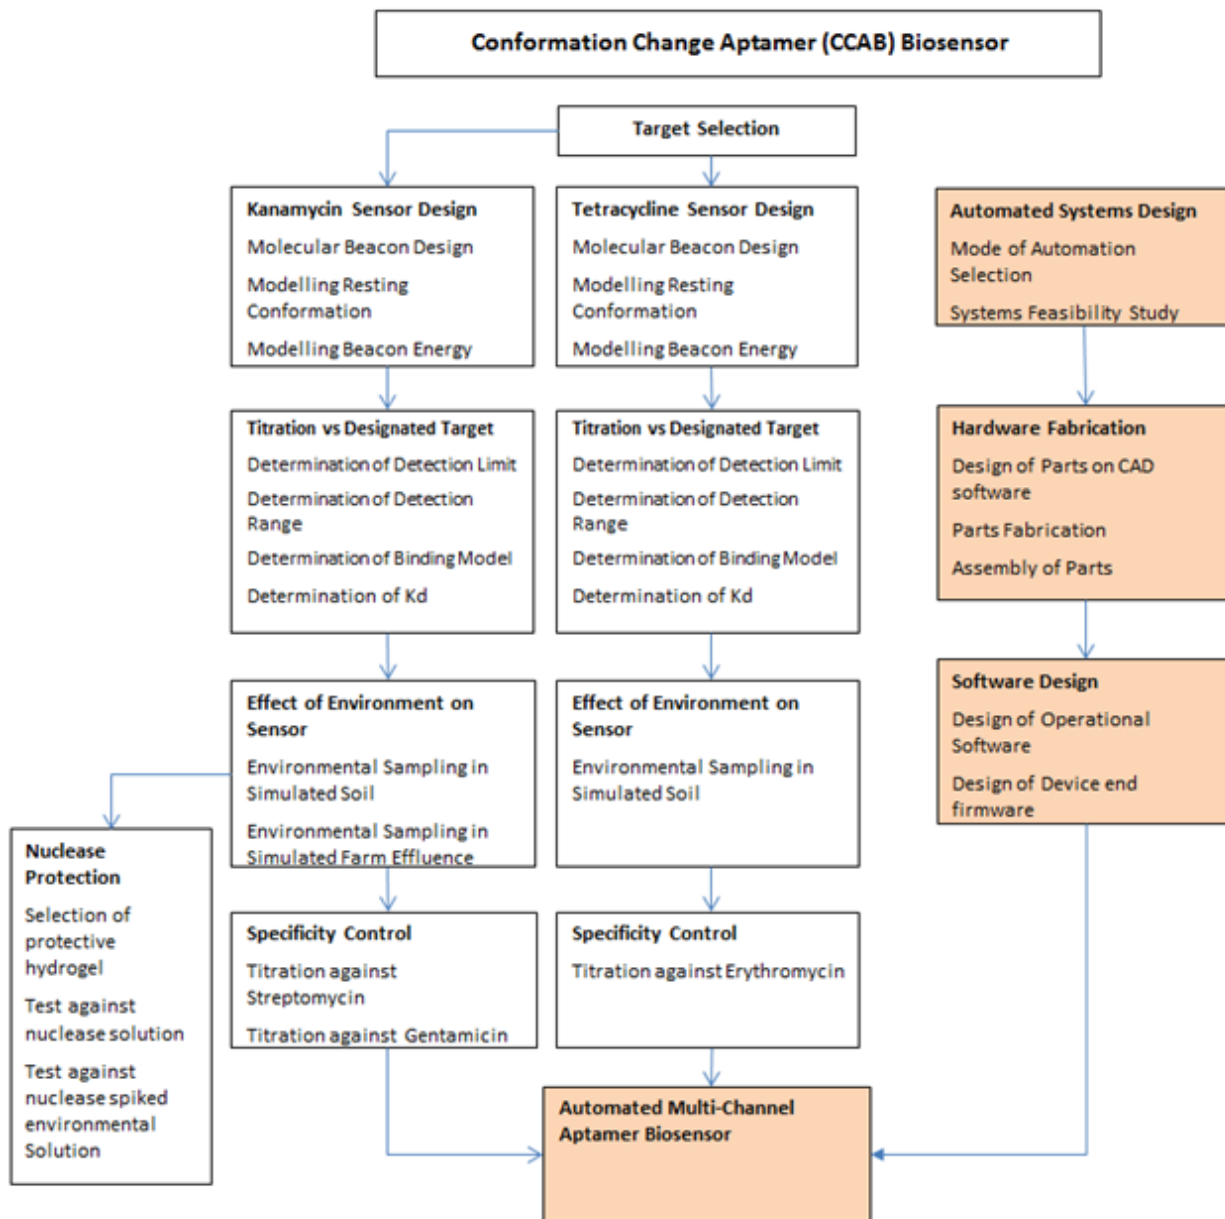 Conformation Change Aptamer (CCAB) Biosensor
Target Selection
Kanamycin Sensor Design
Molecular Beacon Design
Modelling Resting
Conformation
Modelling Beacon Energy
Tetracycline Sensor Design
Molecular Beacon Design
Modelling Resting
Conformation
Modelling Beacon Energy
Automated Systems Design
Mode of Automation
Selection
Systems Feasibility Study
Titration vs Designated Target
Determination of Detection Limit
Determination of Detection
Range
Determination of Binding Model
Determination of Kd
Titration vs Designated Target
Determination of Detection Limit
Determination of Detection
Range
Determination of Binding Model
Determination of Kd
Hardware Fabrication
Design of Parts on CAD
software
Parts Fabrication
Assembly of Parts
Effect of Environment on
Sensor
Environmental Sampling in
Simulated Soil
Environmental Sampling in
Simulated Farm Effluence
Effect of Environment on
Sensor
Environmental Sampling in
Simulated Soil
Software Design
Design of Operational
Software
Design of Device end
firmware
Nuclease
Protection
Selection of
protective
hydrogel
Test against
nuclease solution
Test against
nuclease spiked
environmental
Solution
Specificity Control
Titration against
Streptomycin
Titration against Gentamicin
Specificity Control
Titration against Erythromycin
Automated Multi-Channel
Aptamer Biosensor